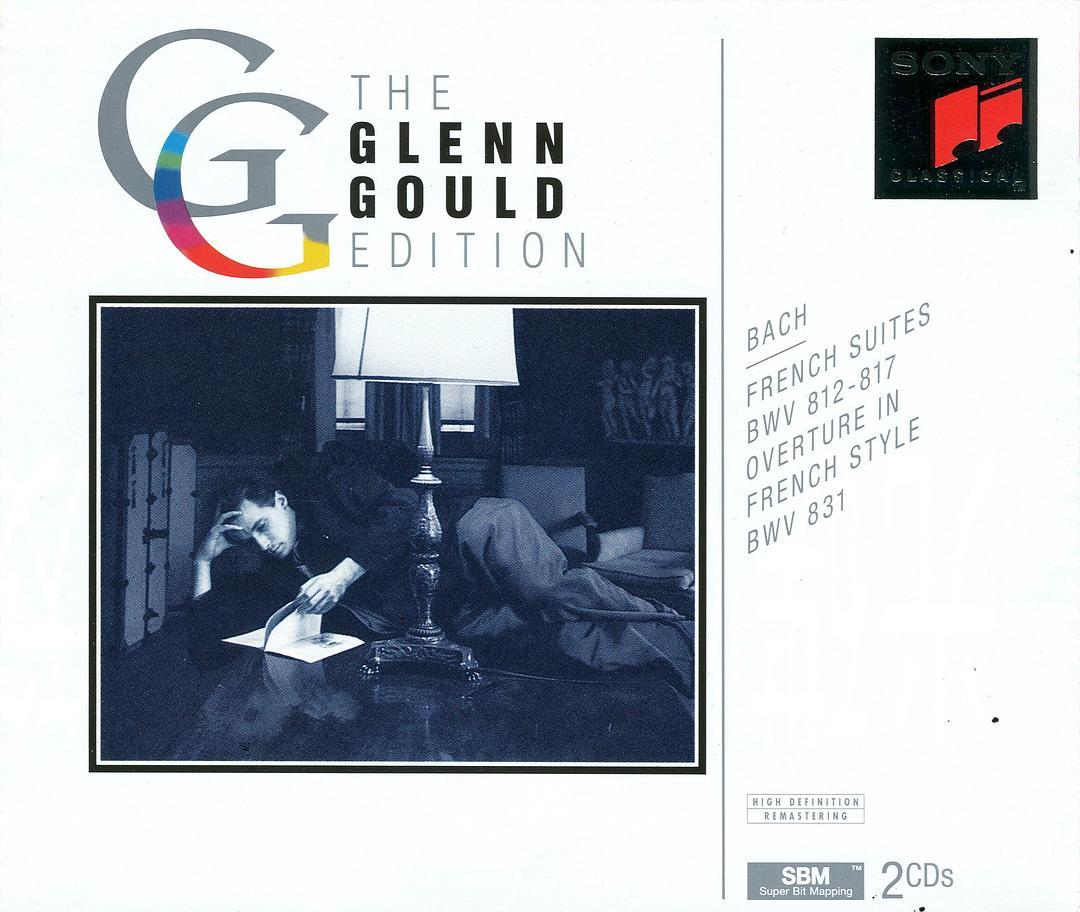 THE
GLENN
GOULD
EDITION
SONY
CLASSICAL
BACH
FRENCH SUITES
BWV 812-817
OVERTURE IN
FRENCH STYLE
BWV 831
HIGH DEFINITION
REMASTERING
SBM™
Super Bit Mapping
2CDs